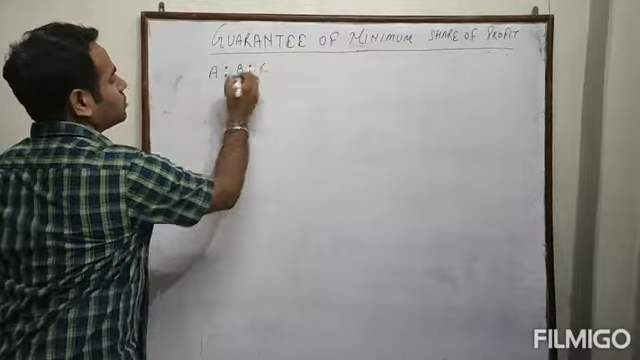 GUARANTEE OF MINIMUM SHARE OF PROFIT
A : B : C
FILMIGO